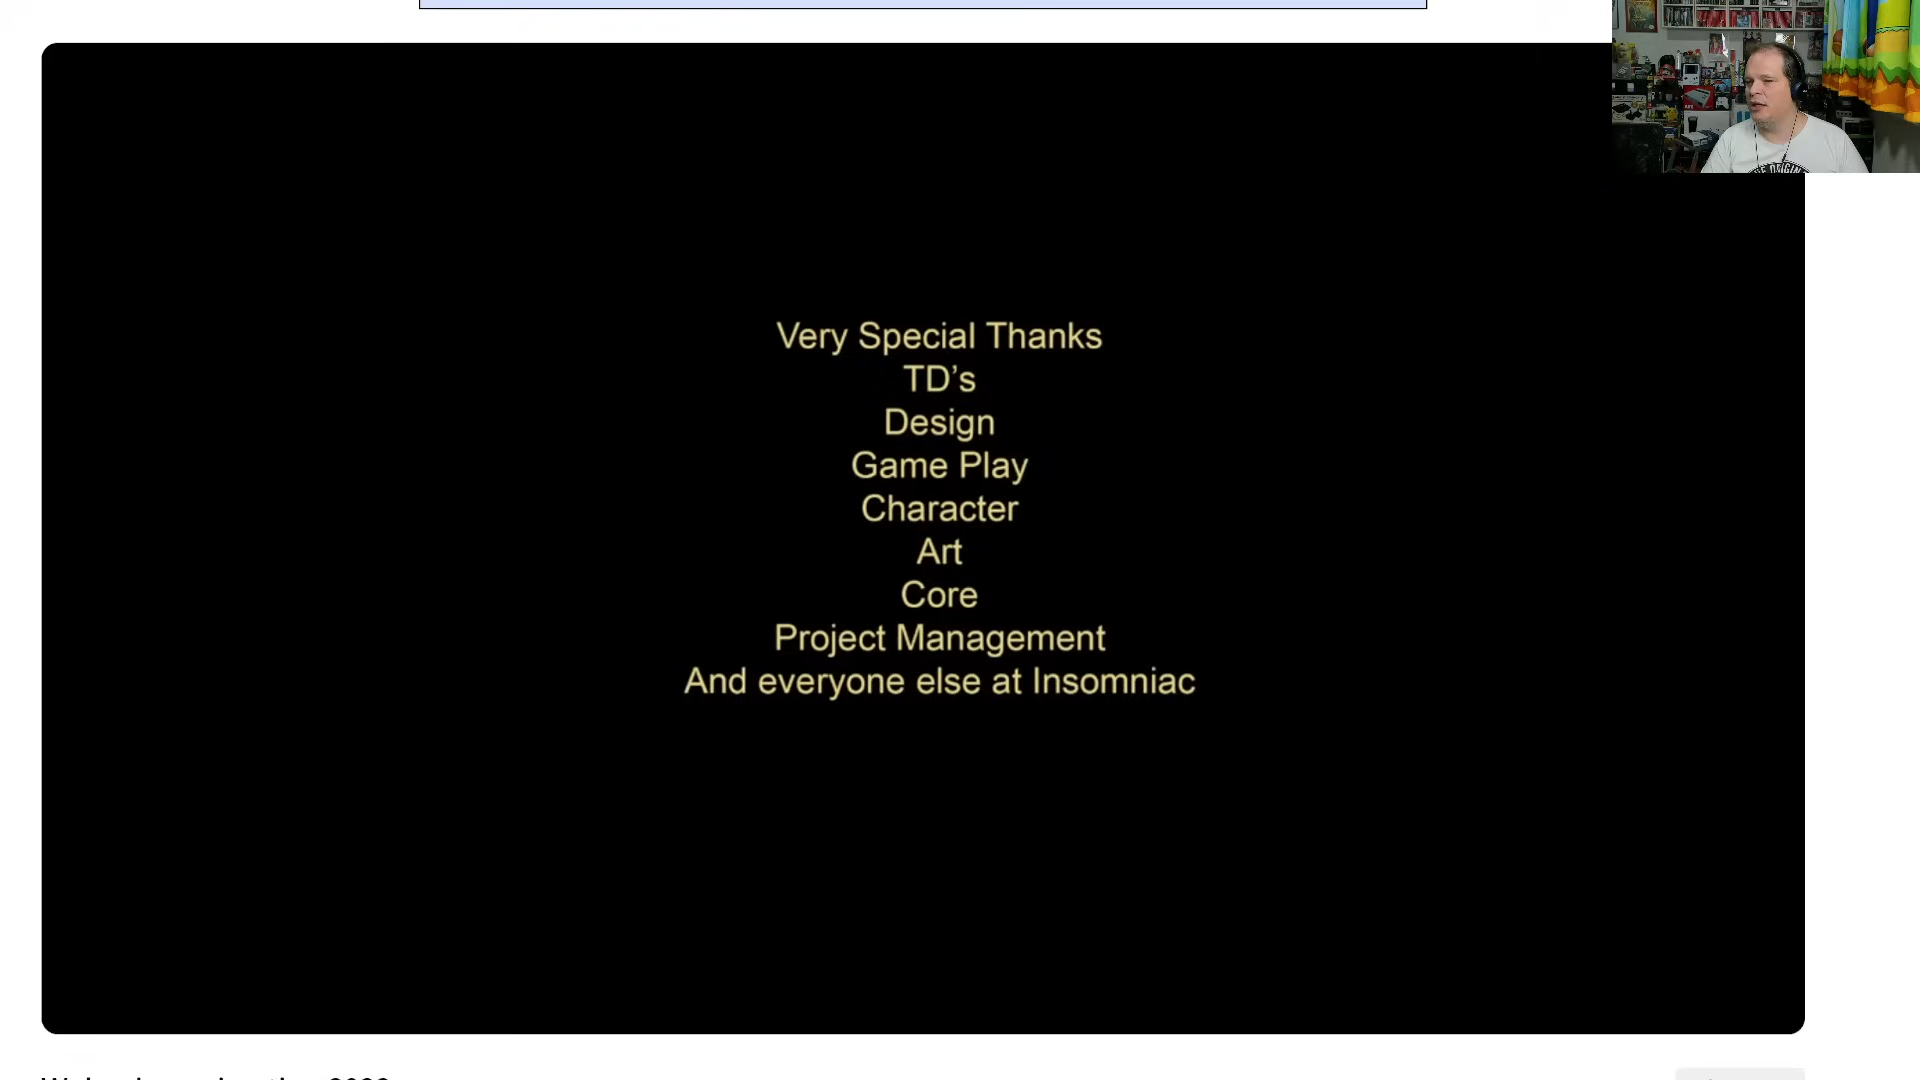 Very Special Thanks
TD’s
Design
Game Play
Character
Art
Core
Project Management
And everyone else at Insomniac